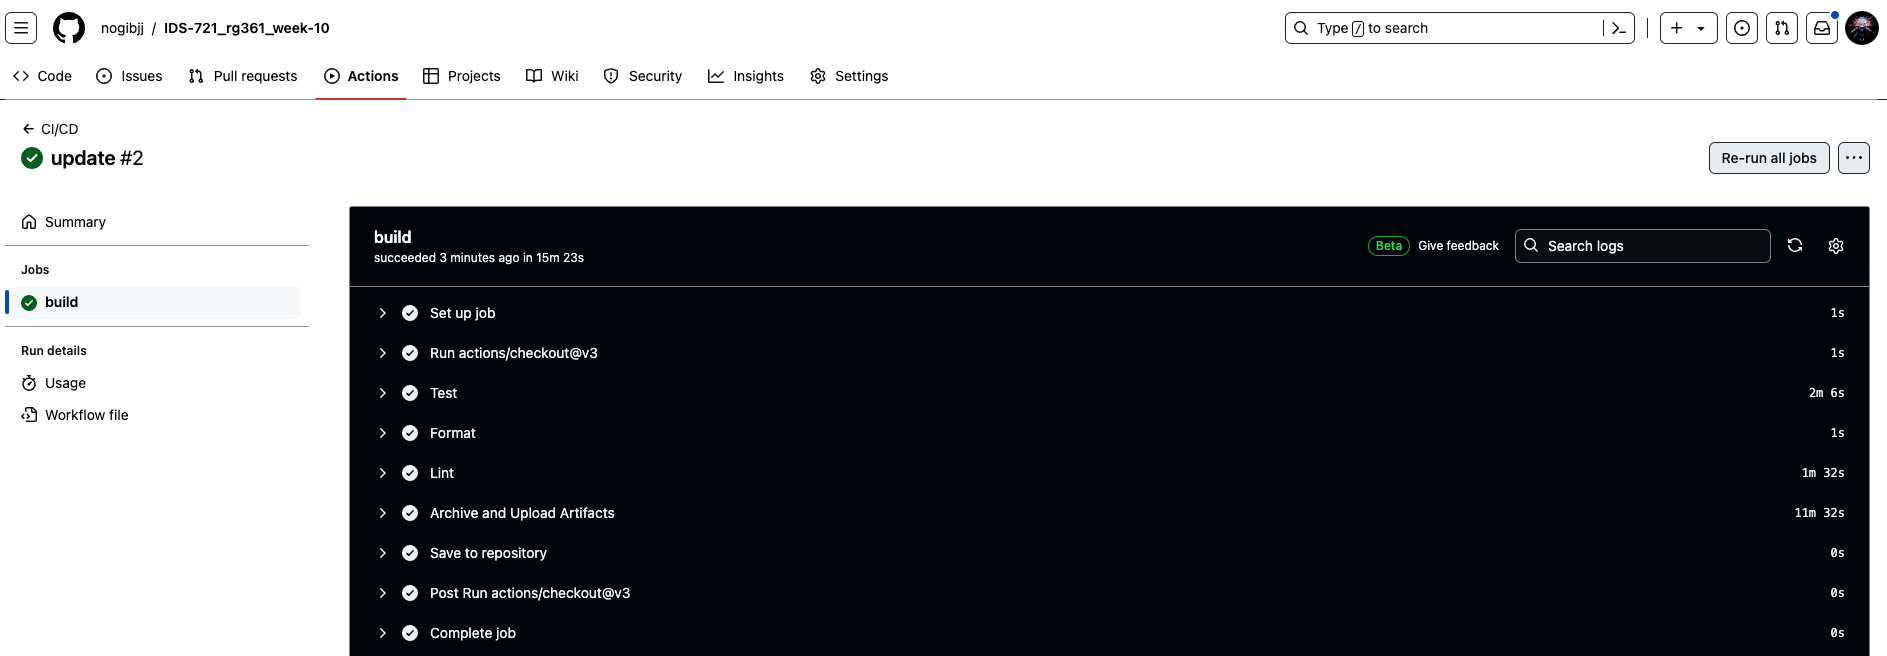 nogibjj / IDS-721_rg361_week-10
Type / to search
Code Issues Pull requests Actions Projects Wiki Security Insights Settings
CI/CD
update #2
Re-run all jobs
Summary
Jobs
build
Run details
Usage
Workflow file
build
succeeded 3 minutes ago in 15m 23s
Beta Give feedback Search logs
Set up job 1s
Run actions/checkout@v3 1s
Test 2m 6s
Format 1s
Lint 1m 32s
Archive and Upload Artifacts 11m 32s
Save to repository 0s
Post Run actions/checkout@v3 0s
Complete job 0s